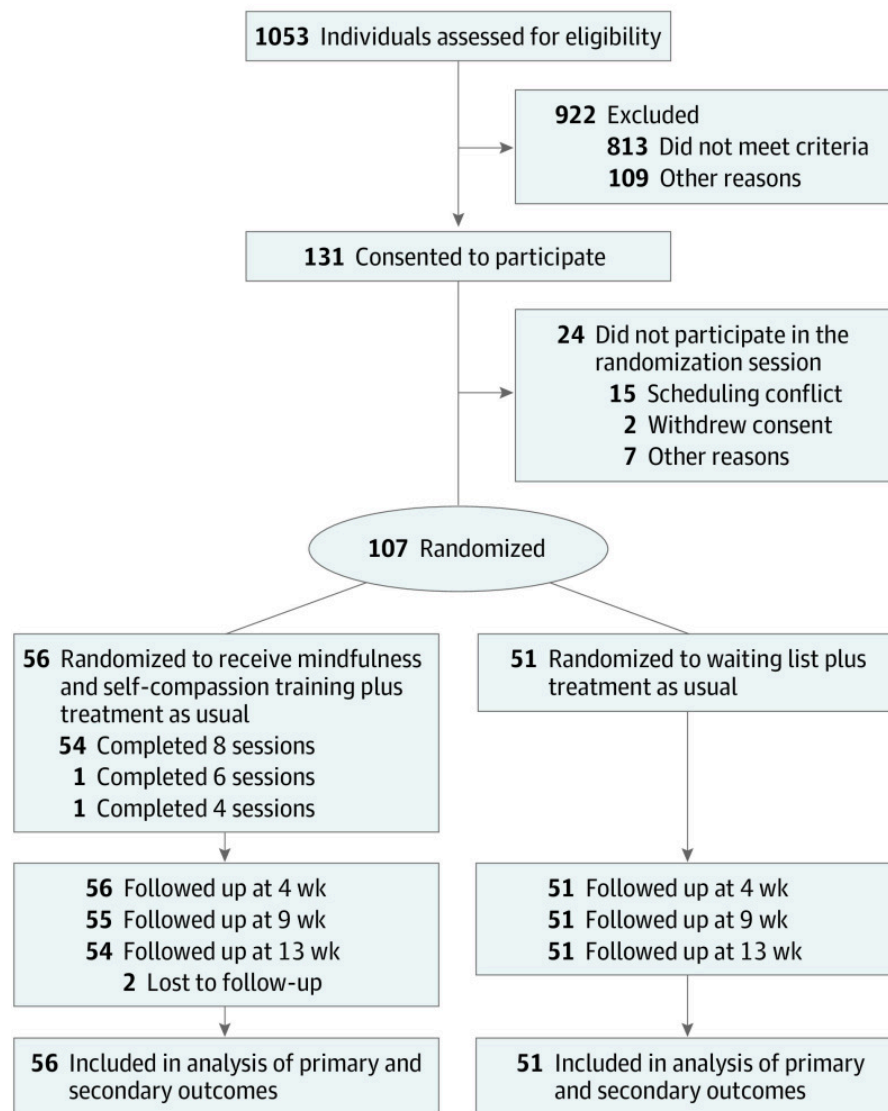 1053 Individuals assessed for eligibility
922 Excluded
813 Did not meet criteria
109 Other reasons
131 Consented to participate
24 Did not participate in the
randomization session
15 Scheduling conflict
2 Withdrew consent
7 Other reasons
107 Randomized
56 Randomized to receive mindfulness
and self-compassion training plus
treatment as usual
54 Completed 8 sessions
1 Completed 6 sessions
1 Completed 4 sessions
51 Randomized to waiting list plus
treatment as usual
56 Followed up at 4 wk
55 Followed up at 9 wk
54 Followed up at 13 wk
2 Lost to follow-up
51 Followed up at 4 wk
51 Followed up at 9 wk
51 Followed up at 13 wk
56 Included in analysis of primary and
secondary outcomes
51 Included in analysis of primary
and secondary outcomes